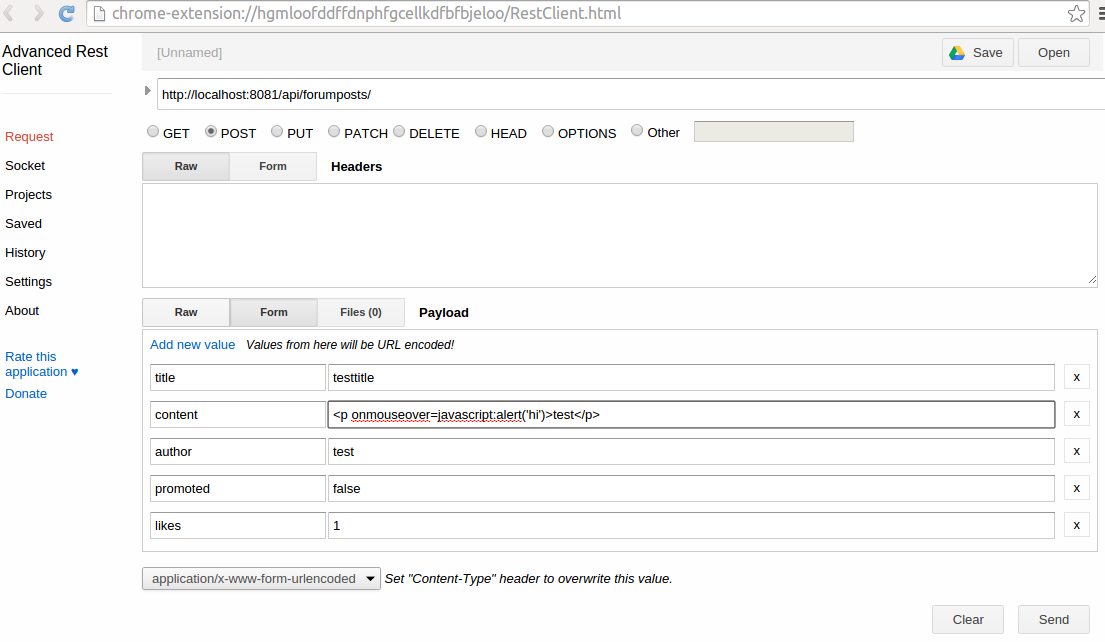 chrome-extension://hgmloofddffdnphfgcellkdfbfbjeloo/RestClient.html
Advanced Rest
Client
[Unnamed]
Save
Open
http://localhost:8081/api/forumposts/
GET POST PUT PATCH DELETE HEAD OPTIONS Other
Raw Form Headers
Request
Socket
Projects
Saved
History
Settings
About
Rate this
application ♥
Donate
Raw Form Files (0) Payload
Add new value Values from here will be URL encoded!
title testtitle x
content <p onmouseover=javascript:alert('hi')>test</p> x
author test x
promoted false x
likes 1 x
application/x-www-form-urlencoded Set "Content-Type" header to overwrite this value.
Clear Send